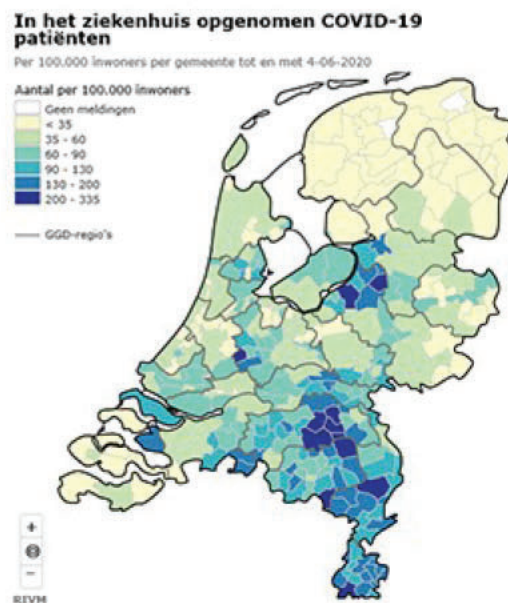 In het ziekenhuis opgenomen COVID-19
patiënten
Per 100.000 inwoners per gemeente tot en met 4-06-2020
Aantal per 100.000 inwoners
Geen meldingen
< 35
35 - 60
60 - 90
90 - 130
130 - 200
200 - 335
GGD-regio's
+
−
RIVM